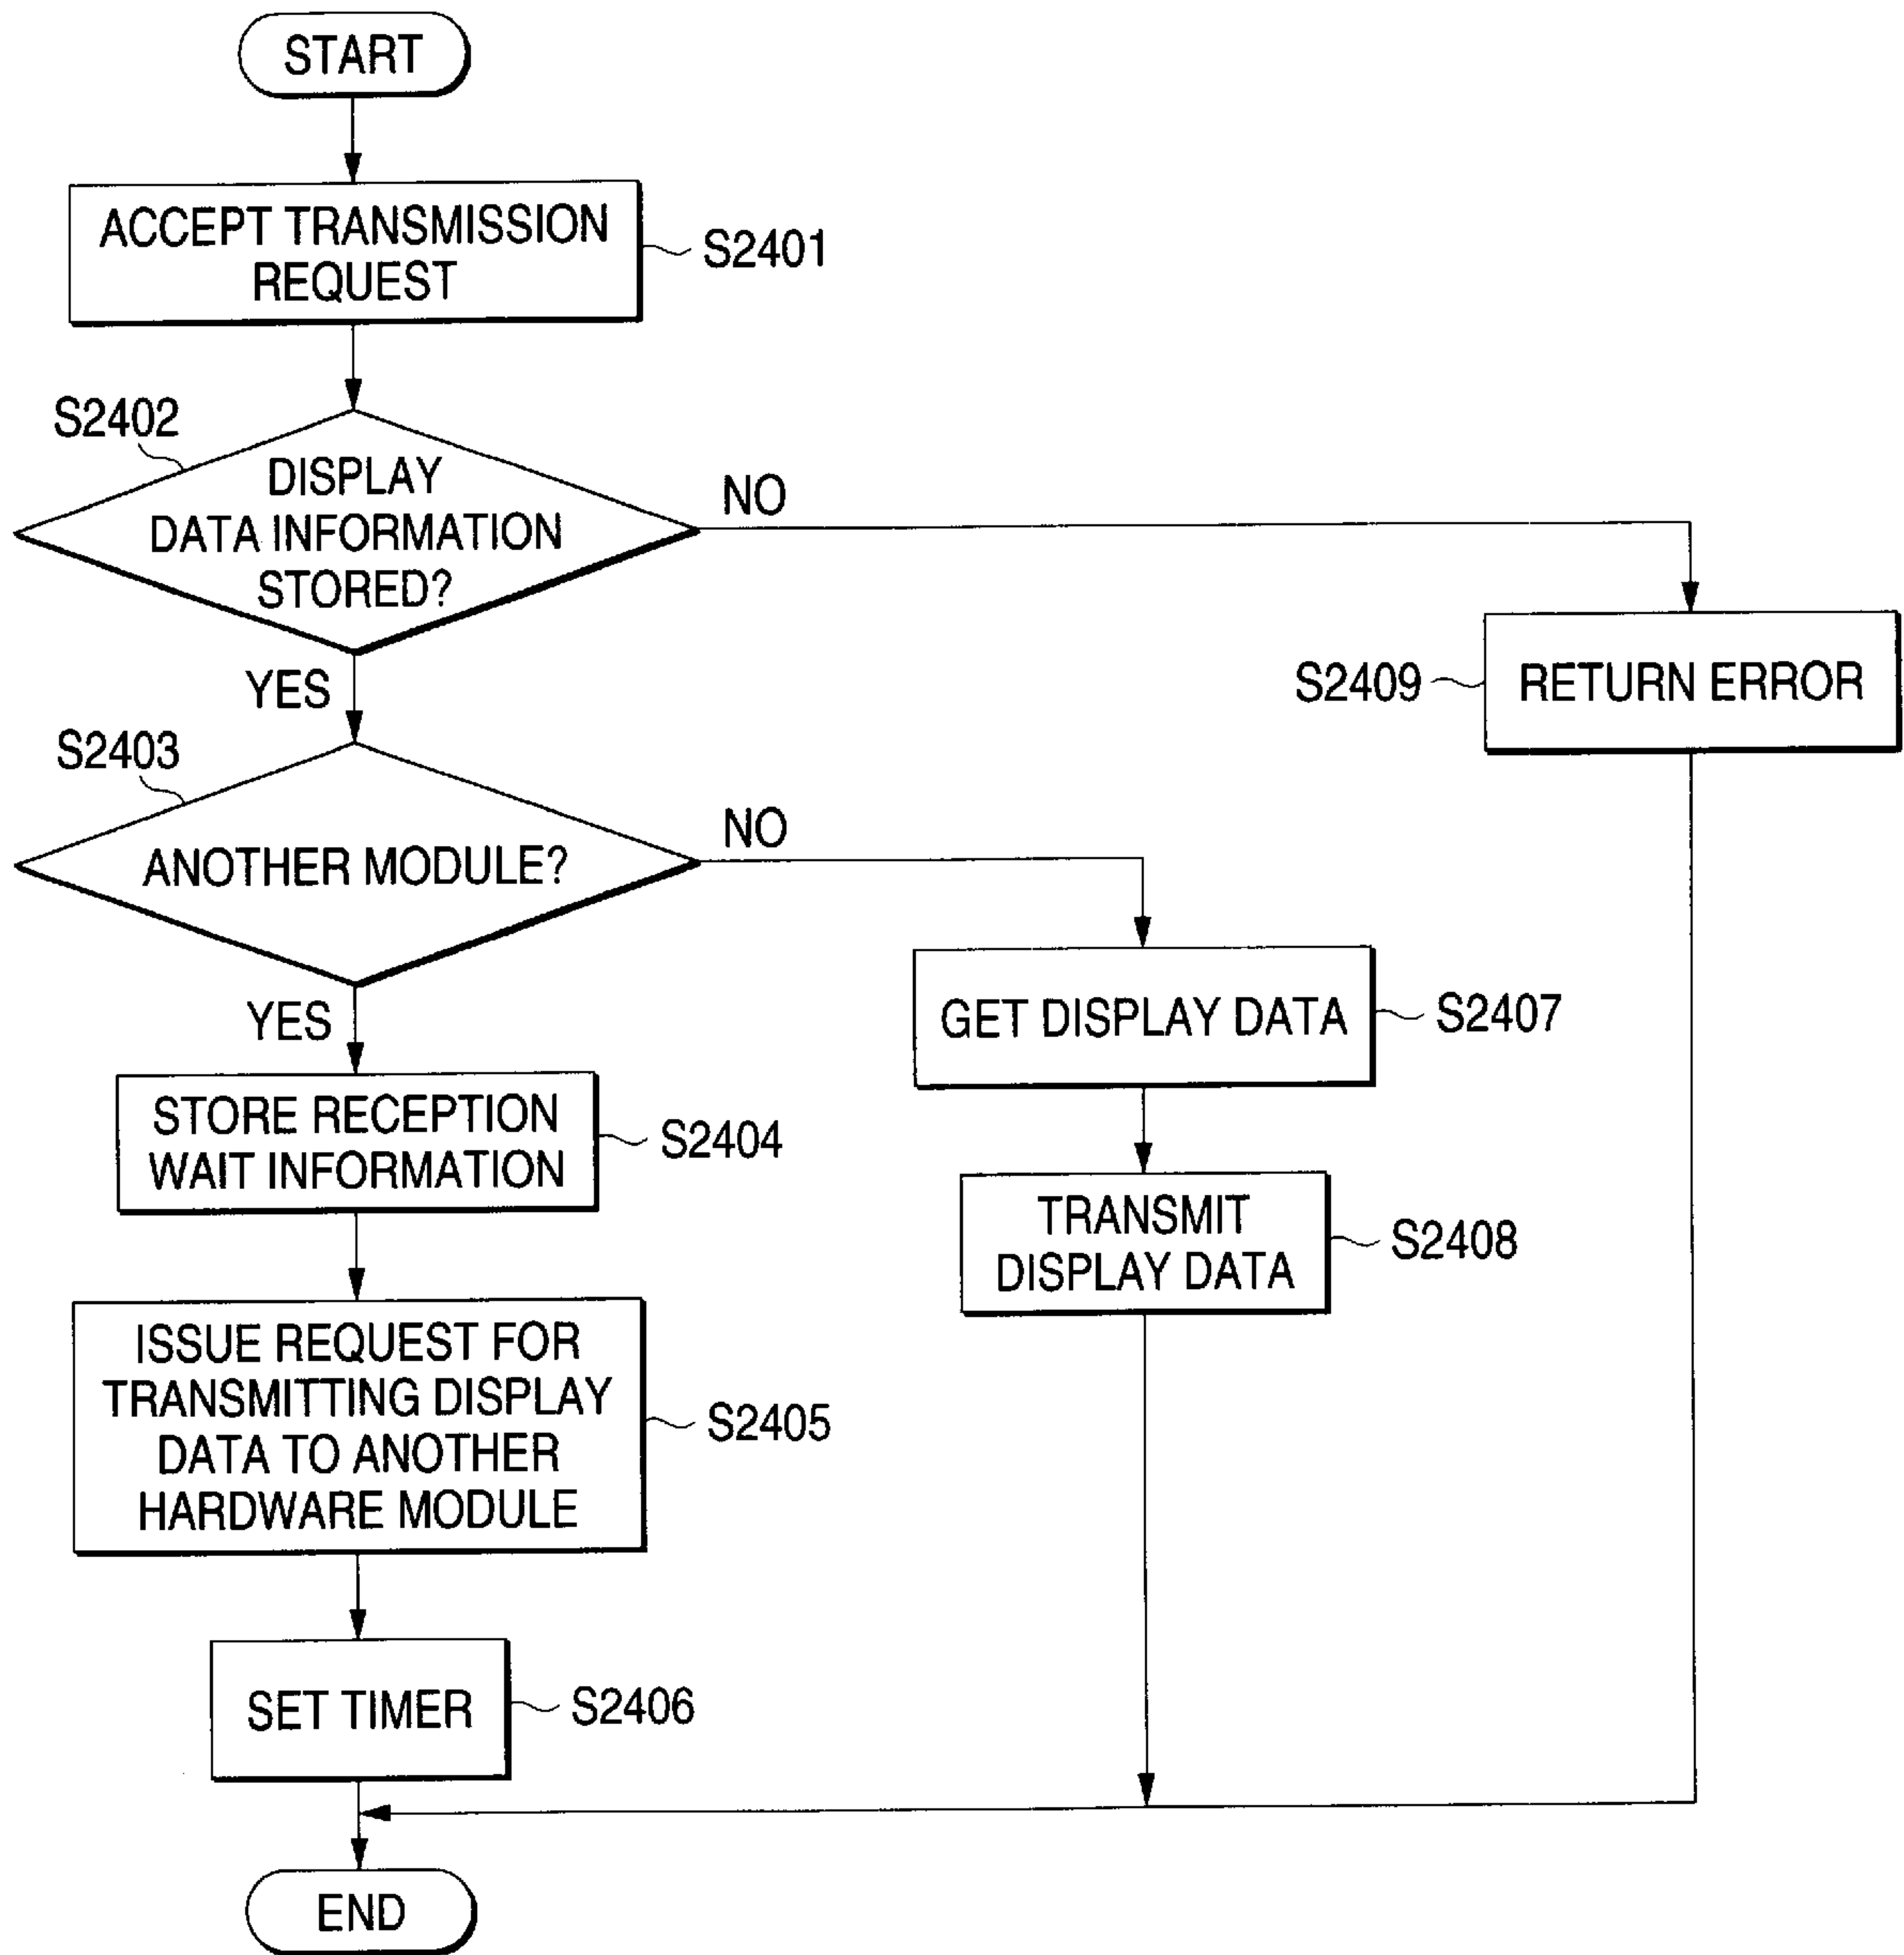 START
ACCEPT TRANSMISSION
REQUEST
S2401
S2402
DISPLAY
DATA INFORMATION
STORED?
NO
YES
S2409
RETURN ERROR
S2403
ANOTHER MODULE?
NO
YES
GET DISPLAY DATA
S2407
STORE RECEPTION
WAIT INFORMATION
S2404
TRANSMIT
DISPLAY DATA
S2408
ISSUE REQUEST FOR
TRANSMITTING DISPLAY
DATA TO ANOTHER
HARDWARE MODULE
S2405
SET TIMER
S2406
END